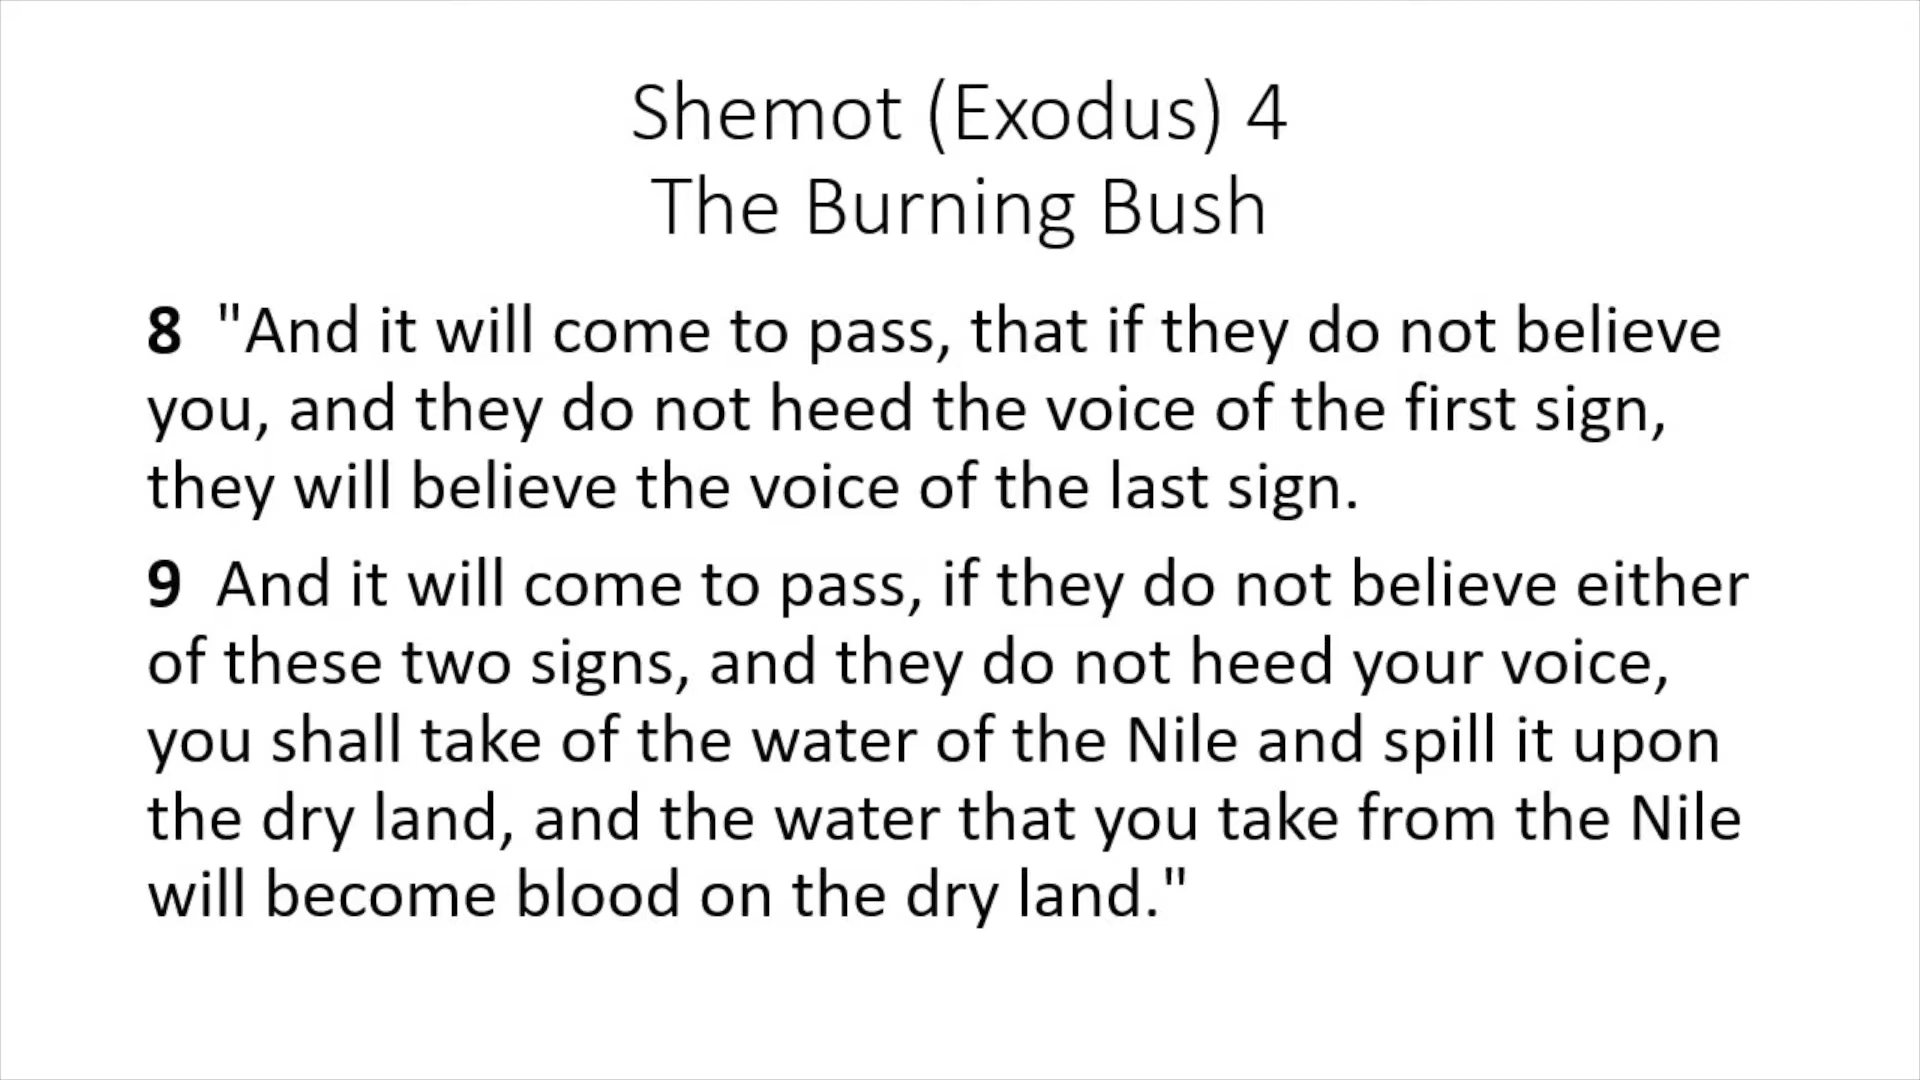 Shemot (Exodus) 4
The Burning Bush
8 "And it will come to pass, that if they do not believe
you, and they do not heed the voice of the first sign,
they will believe the voice of the last sign.
9 And it will come to pass, if they do not believe either
of these two signs, and they do not heed your voice,
you shall take of the water of the Nile and spill it upon
the dry land, and the water that you take from the Nile
will become blood on the dry land."